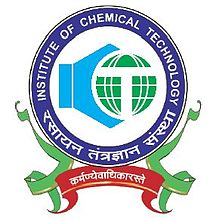 INSTITUTE OF CHEMICAL TECHNOLOGY
रसायन तंत्रज्ञान संस्था
कर्मण्येवाधिकारस्ते